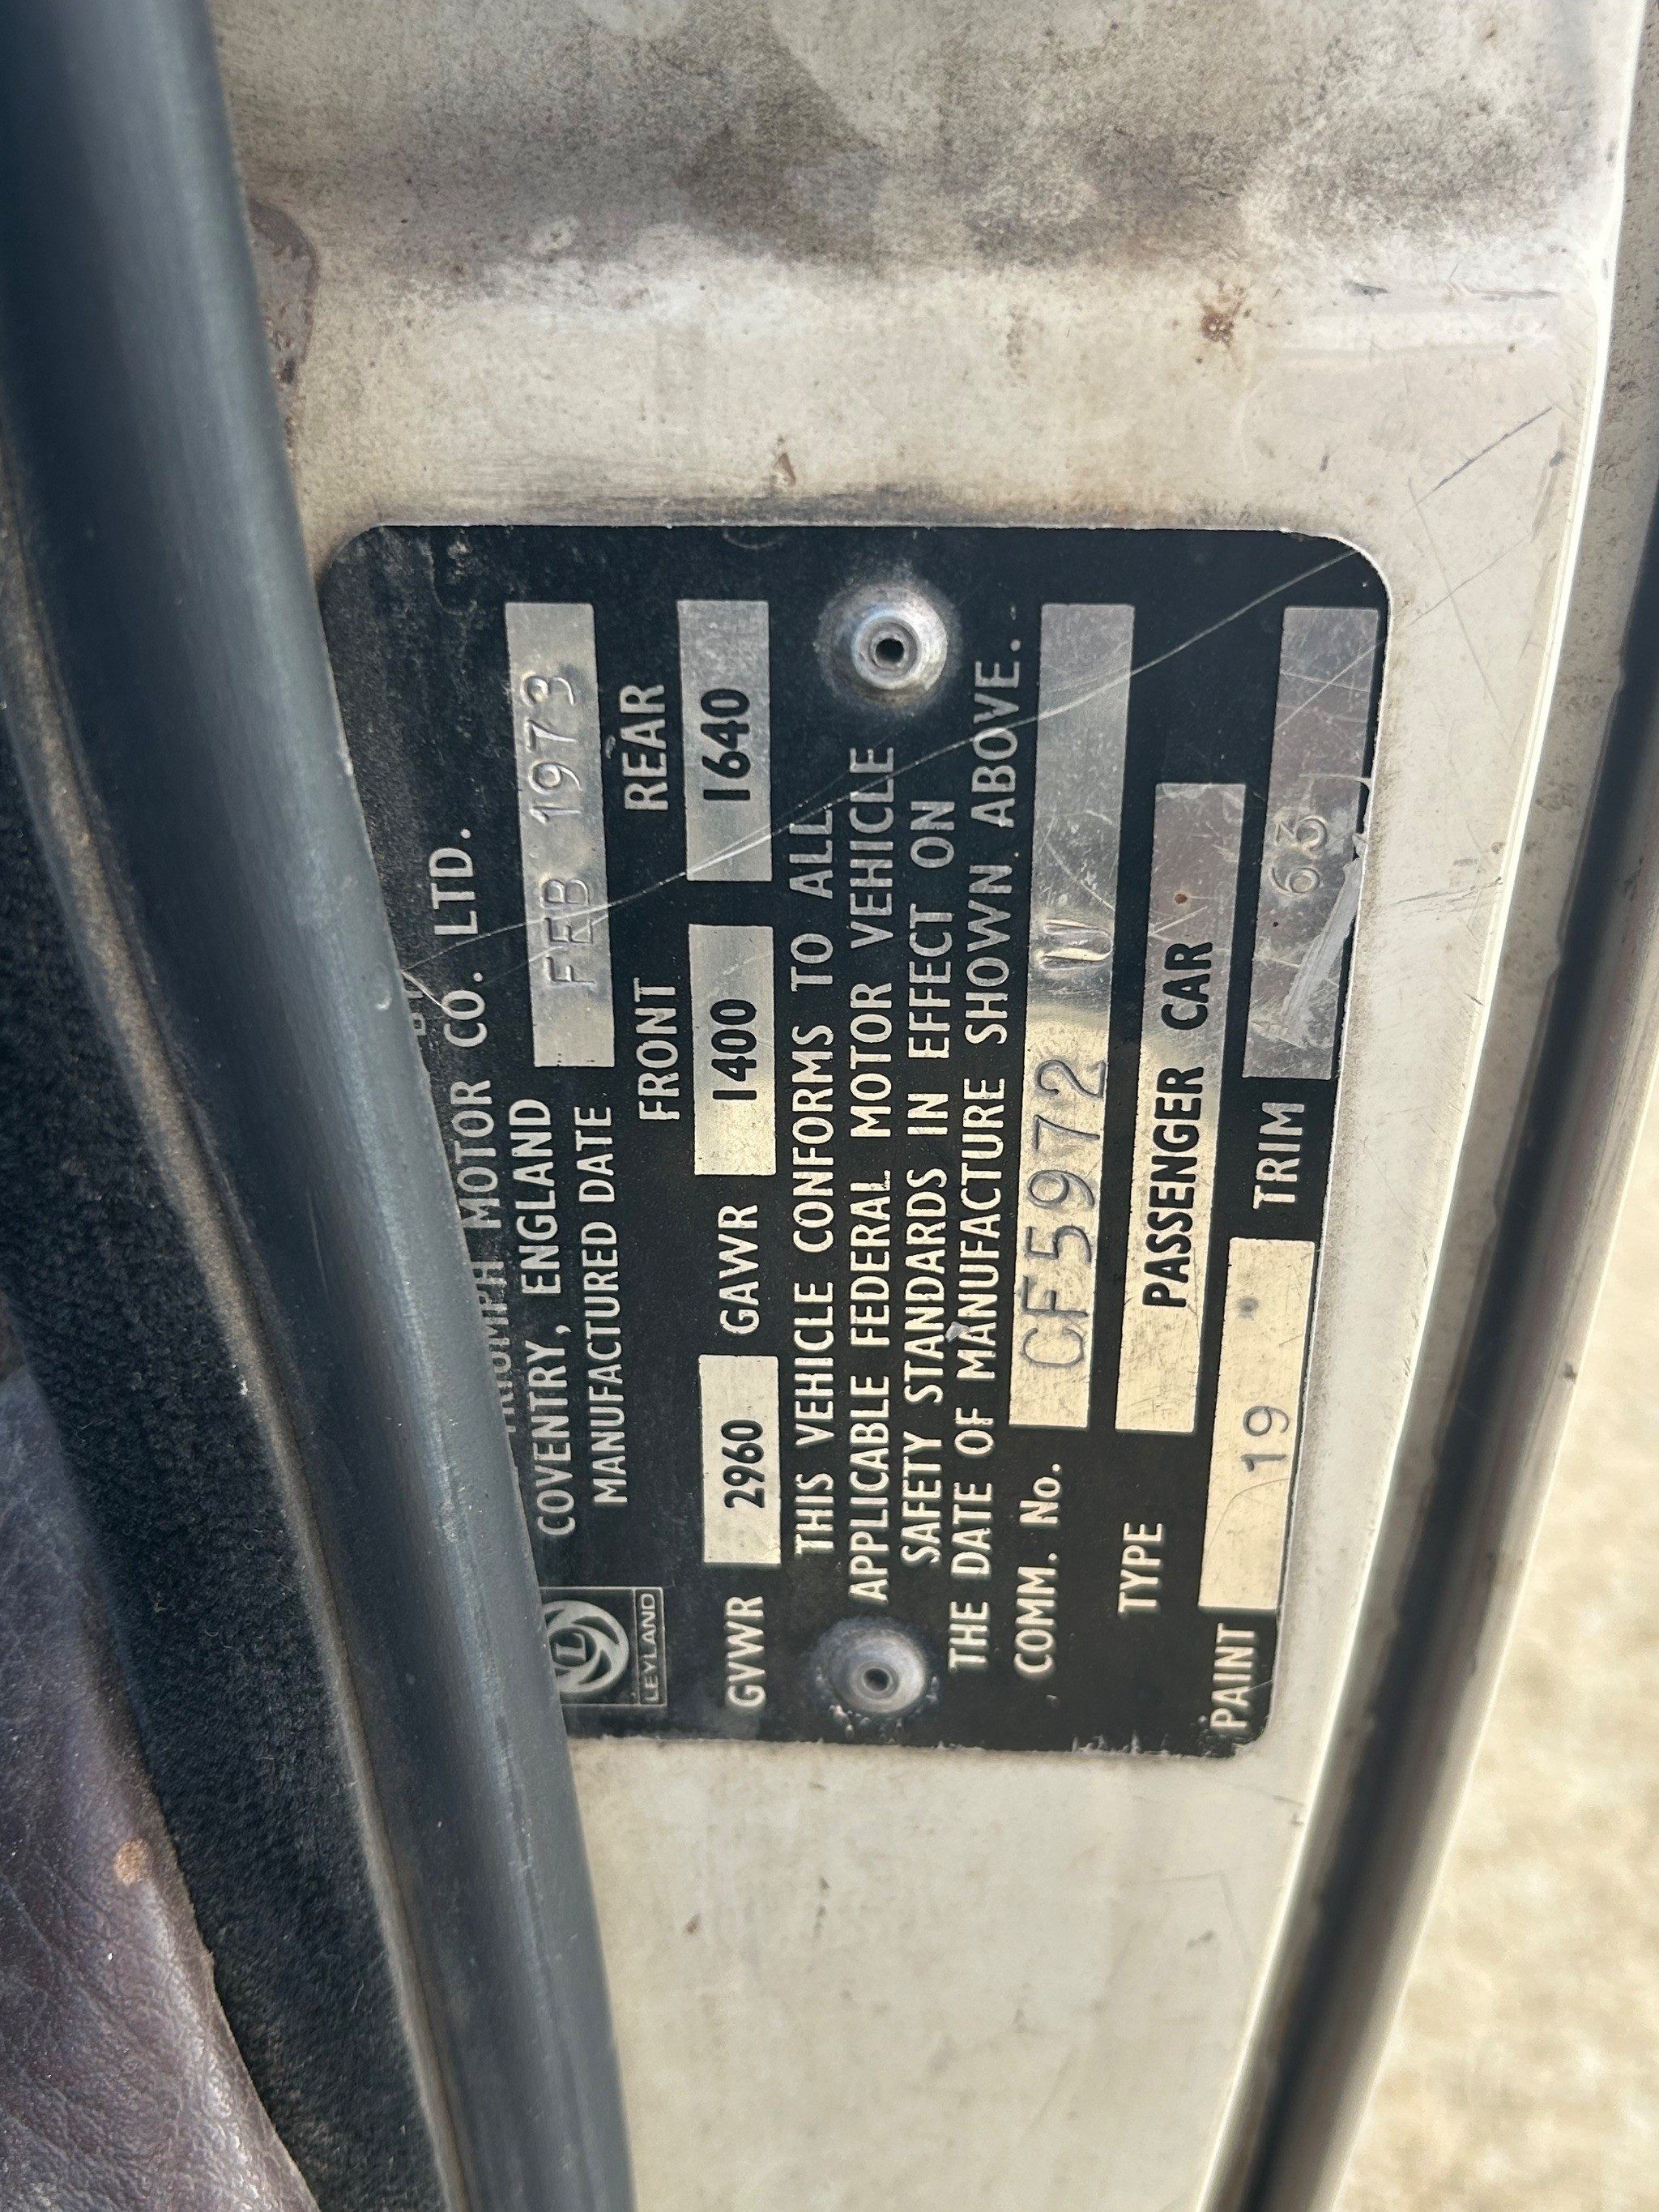 TRIUMPH MOTOR CO. LTD.
COVENTRY, ENGLAND
MANUFACTURED DATE FEB 1973
L
LEYLAND
FRONT REAR
GVWR 2960 GAWR 1400 1640
THIS VEHICLE CONFORMS TO ALL
APPLICABLE FEDERAL MOTOR VEHICLE
SAFETY STANDARDS IN EFFECT ON
THE DATE OF MANUFACTURE SHOWN ABOVE.
COMM. No. CF5972 U
TYPE PASSENGER CAR
PAINT 19 TRIM 63